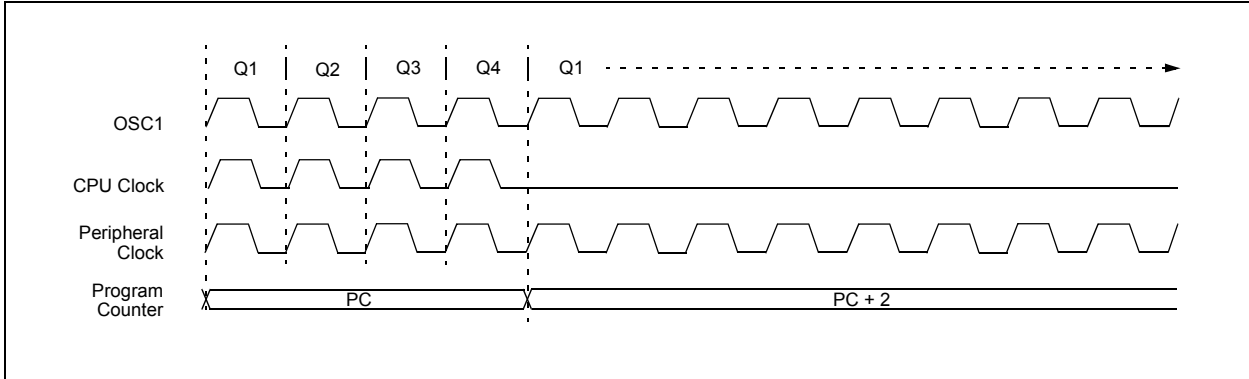 Q1 Q2 Q3 Q4 Q1
OSC1
CPU Clock
Peripheral
Clock
Program
Counter
PC
PC + 2